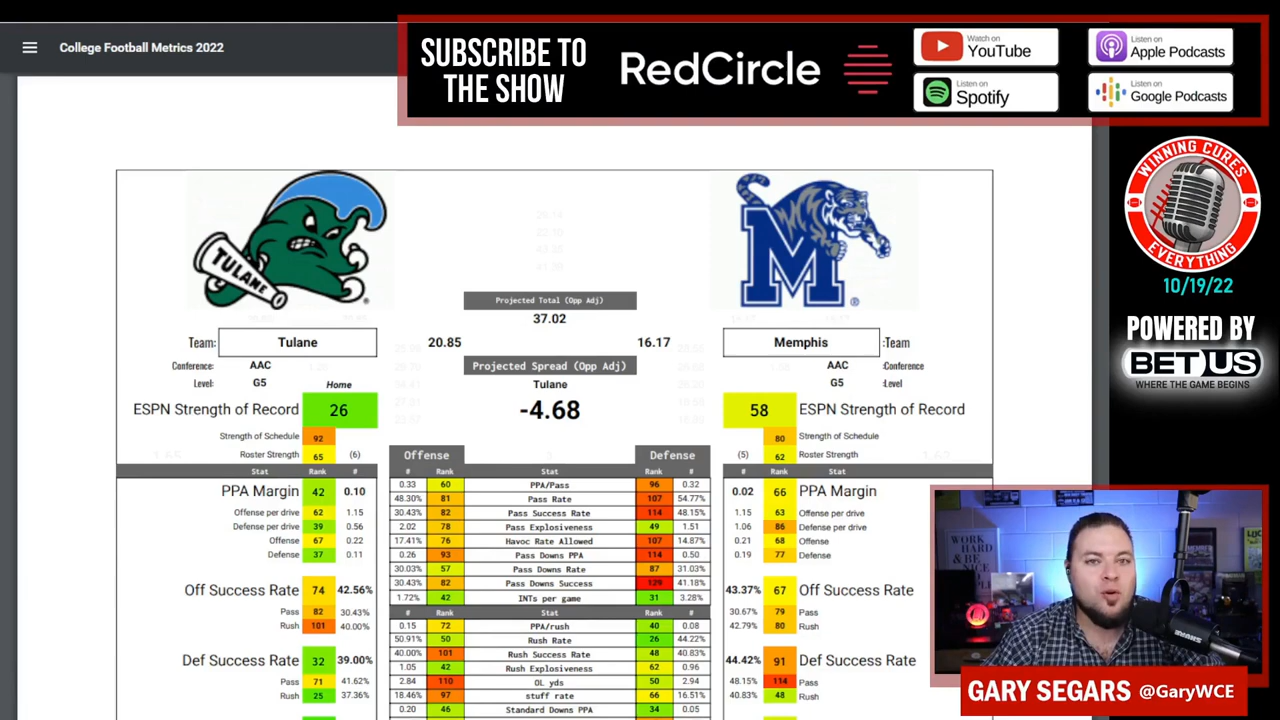 College Football Metrics 2022
SUBSCRIBE TO
THE SHOW
RedCircle
Watch on
YouTube
Listen on
Apple Podcasts
Listen on
Spotify
Listen on
Google Podcasts
WINNING CURES
EVERYTHING
10/19/22
POWERED BY
BETUS
WHERE THE GAME BEGINS
TULANE
M
Projected Total (Opp Adj)
37.02
Team: Tulane 20.85 16.17 Memphis :Team
Projected Spread (Opp Adj)
Conference: AAC AAC :Conference
Level: G5 Home Tulane G5 :Level
ESPN Strength of Record 26 -4.68 58 ESPN Strength of Record
Strength of Schedule 92 80 Strength of Schedule
Roster Strength 65 (6) Offense Defense (5) 62 Roster Strength
Stat Rank # # Rank Stat Rank # # Rank Stat
0.33 60 PPA/Pass 96 0.32
PPA Margin 42 0.10 48.30% 81 Pass Rate 107 54.77% 0.02 66 PPA Margin
Offense per drive 62 1.15 30.43% 82 Pass Success Rate 114 48.15% 1.15 63 Offense per drive
Defense per drive 39 0.56 2.02 78 Pass Explosiveness 49 1.51 1.06 86 Defense per drive
Offense 67 0.22 17.41% 76 Havoc Rate Allowed 107 14.87% 0.21 68 Offense
Defense 37 0.11 0.26 93 Pass Downs PPA 114 0.50 0.19 77 Defense
30.03% 57 Pass Downs Rate 87 31.03%
Off Success Rate 74 42.56% 30.43% 82 Pass Downs Success 129 41.18% 43.37% 67 Off Success Rate
1.72% 42 INTs per game 31 3.28%
Pass 82 30.43% # Rank Stat Rank # 30.67% 79 Pass
Rush 101 40.00% 0.15 72 PPA/rush 40 0.08 42.79% 80 Rush
50.91% 50 Rush Rate 26 44.22%
40.00% 101 Rush Success Rate 48 40.83%
Def Success Rate 32 39.00% 1.05 42 Rush Explosiveness 62 0.96 44.42% 91 Def Success Rate
Pass 71 41.62% 2.84 110 OL yds 50 2.94 48.15% 114 Pass
Rush 25 37.36% 18.46% 97 stuff rate 66 16.51% 40.83% 48 Rush
0.20 46 Standard Downs PPA 34 0.05
GARY SEGARS @GaryWCE